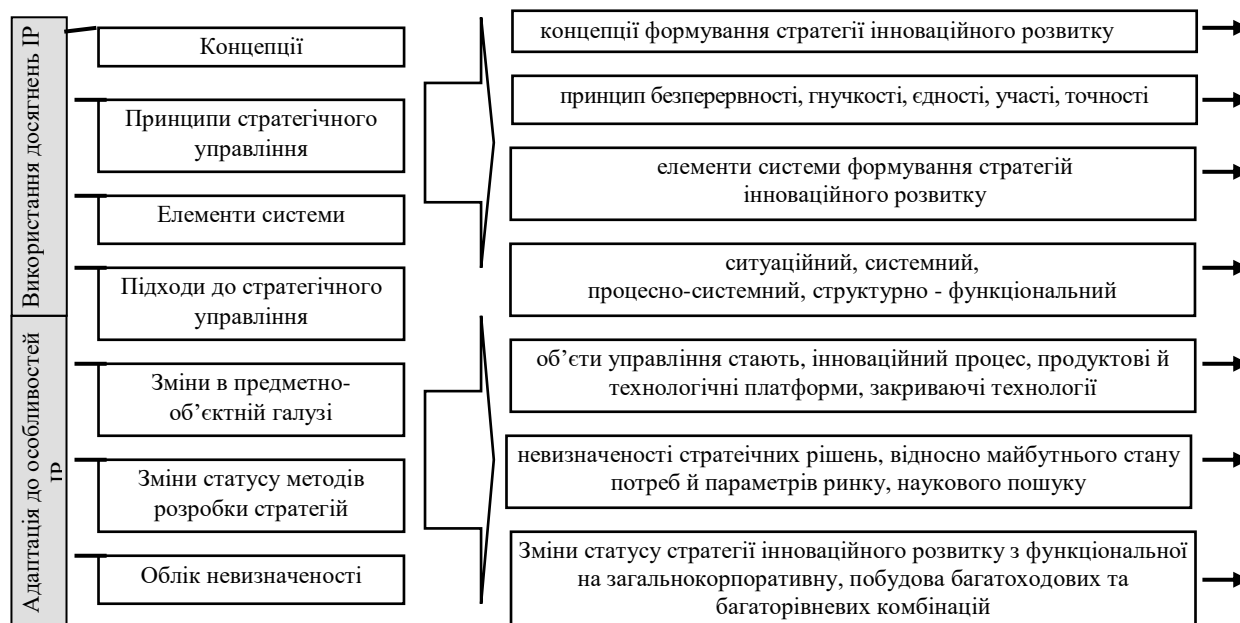 Використання досягнень ІР
Концепції
Принципи стратегічного
управління
Елементи системи
Підходи до стратегічного
управління
Адаптація до особливостей
ІР
Зміни в предметно-
об’єктній галузі
Зміни статусу методів
розробки стратегій
Облік невизначеності
концепції формування стратегії інноваційного розвитку
принцип безперервності, гнучкості, єдності, участі, точності
елементи системи формування стратегій
інноваційного розвитку
ситуаційний, системний,
процесно-системний, структурно - функціональний
об’єти управління стають, інноваційний процес, продуктові й
технологічні платформи, закриваючі технології
невизначеності стратеічних рішень, відносно майбутнього стану
потреб й параметрів ринку, наукового пошуку
Зміни статусу стратегії інноваційного розвитку з функціональної
на загальнокорпоративну, побудова багатоходових та
багаторівневих комбінацій